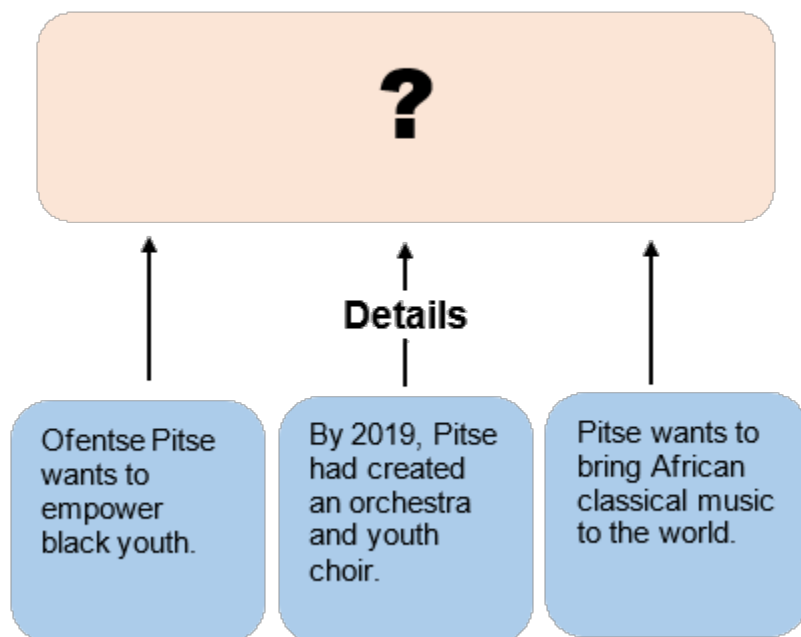 ?
Details
Ofentse Pitse
wants to
empower
black youth.
By 2019, Pitse
had created
an orchestra
and youth
choir.
Pitse wants to
bring African
classical music
to the world.